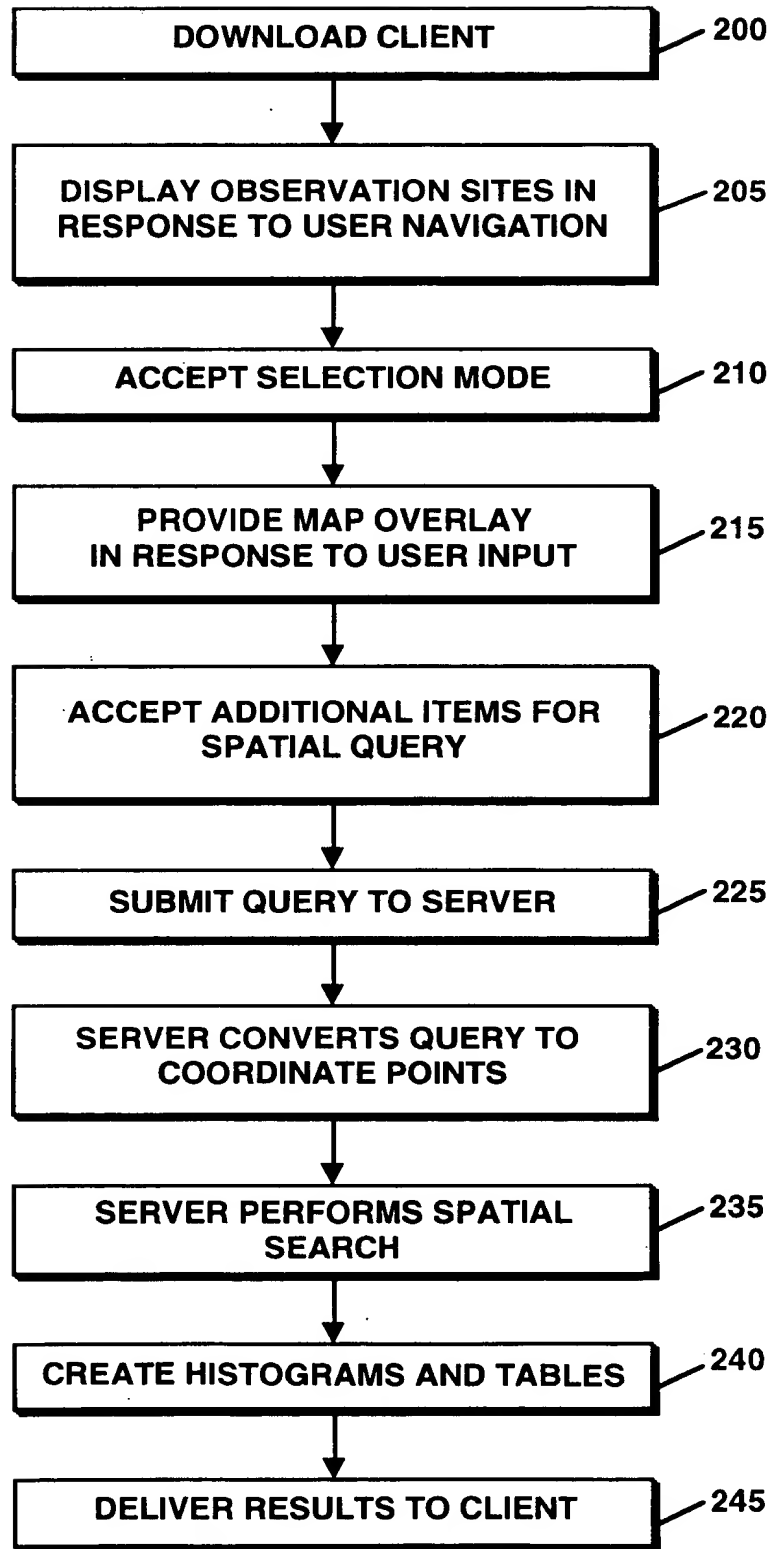 DOWNLOAD CLIENT
200
DISPLAY OBSERVATION SITES IN
RESPONSE TO USER NAVIGATION
205
ACCEPT SELECTION MODE
210
PROVIDE MAP OVERLAY
IN RESPONSE TO USER INPUT
215
ACCEPT ADDITIONAL ITEMS FOR
SPATIAL QUERY
220
SUBMIT QUERY TO SERVER
225
SERVER CONVERTS QUERY TO
COORDINATE POINTS
230
SERVER PERFORMS SPATIAL
SEARCH
235
CREATE HISTOGRAMS AND TABLES
240
DELIVER RESULTS TO CLIENT
245